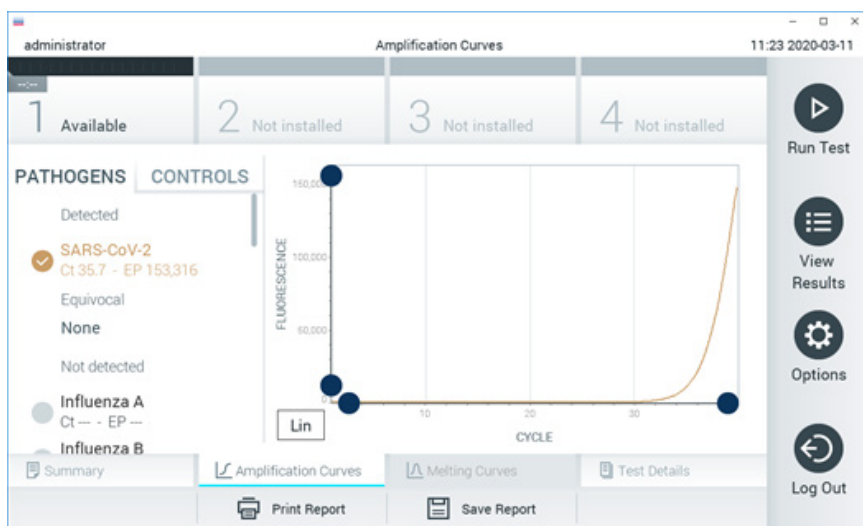 administrator
Amplification Curves
11:23 2020-03-11
--:--
1 Available
2 Not installed
3 Not installed
4 Not installed
Run Test
View
Results
Options
Log Out
PATHOGENS
CONTROLS
Detected
SARS-CoV-2
Ct 35.7 - EP 153,316
Equivocal
None
Not detected
Influenza A
Ct --- - EP ---
Influenza B
FLUORESCENCE
150,000
100,000
50,000
0
10
20
30
CYCLE
Lin
Summary
Amplification Curves
Melting Curves
Test Details
Print Report
Save Report